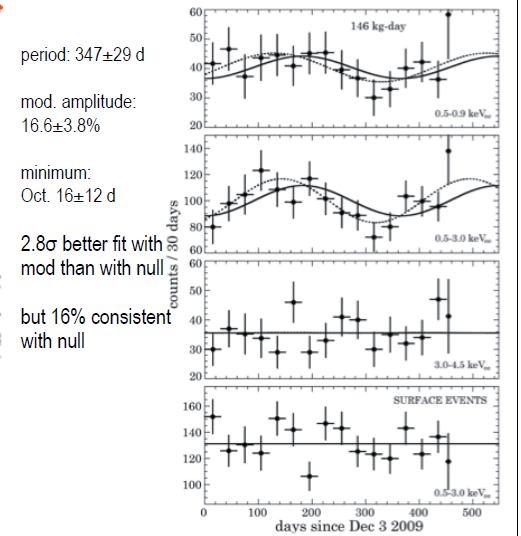 period: 347±29 d
mod. amplitude:
16.6±3.8%
minimum:
Oct. 16±12 d
2.8σ better fit with
mod than with null
but 16% consistent
with null
counts / 30 days
60
50
40
30
20
146 kg-day
0.5-0.9 keVee
140
120
100
80
60
0.5-3.0 keVee
60
50
40
30
20
3.0-4.5 keVee
160
140
120
100
SURFACE EVENTS
0.5-3.0 keVee
0 100 200 300 400 500
days since Dec 3 2009